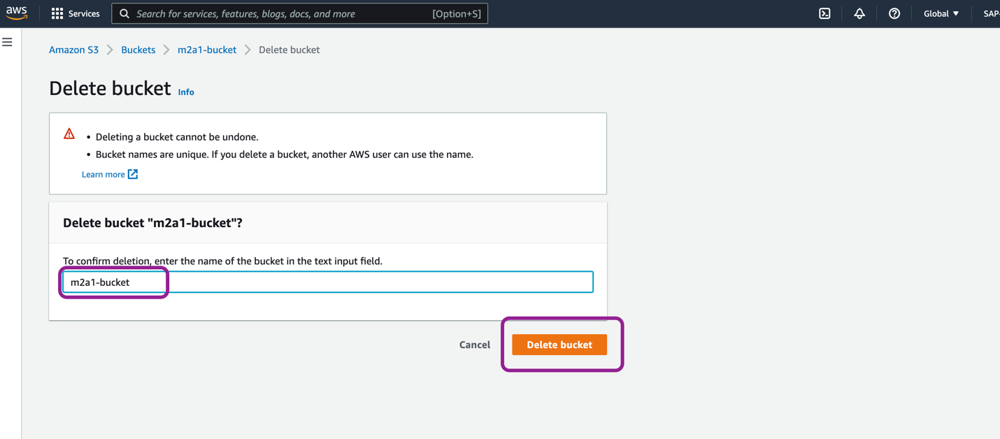 aws Services Search for services, features, blogs, docs, and more [Option+S] Global ▼ SAP-
Amazon S3 > Buckets > m2a1-bucket > Delete bucket
Delete bucket Info
• Deleting a bucket cannot be undone.
• Bucket names are unique. If you delete a bucket, another AWS user can use the name.
Learn more
Delete bucket "m2a1-bucket"?
To confirm deletion, enter the name of the bucket in the text input field.
m2a1-bucket
Cancel Delete bucket